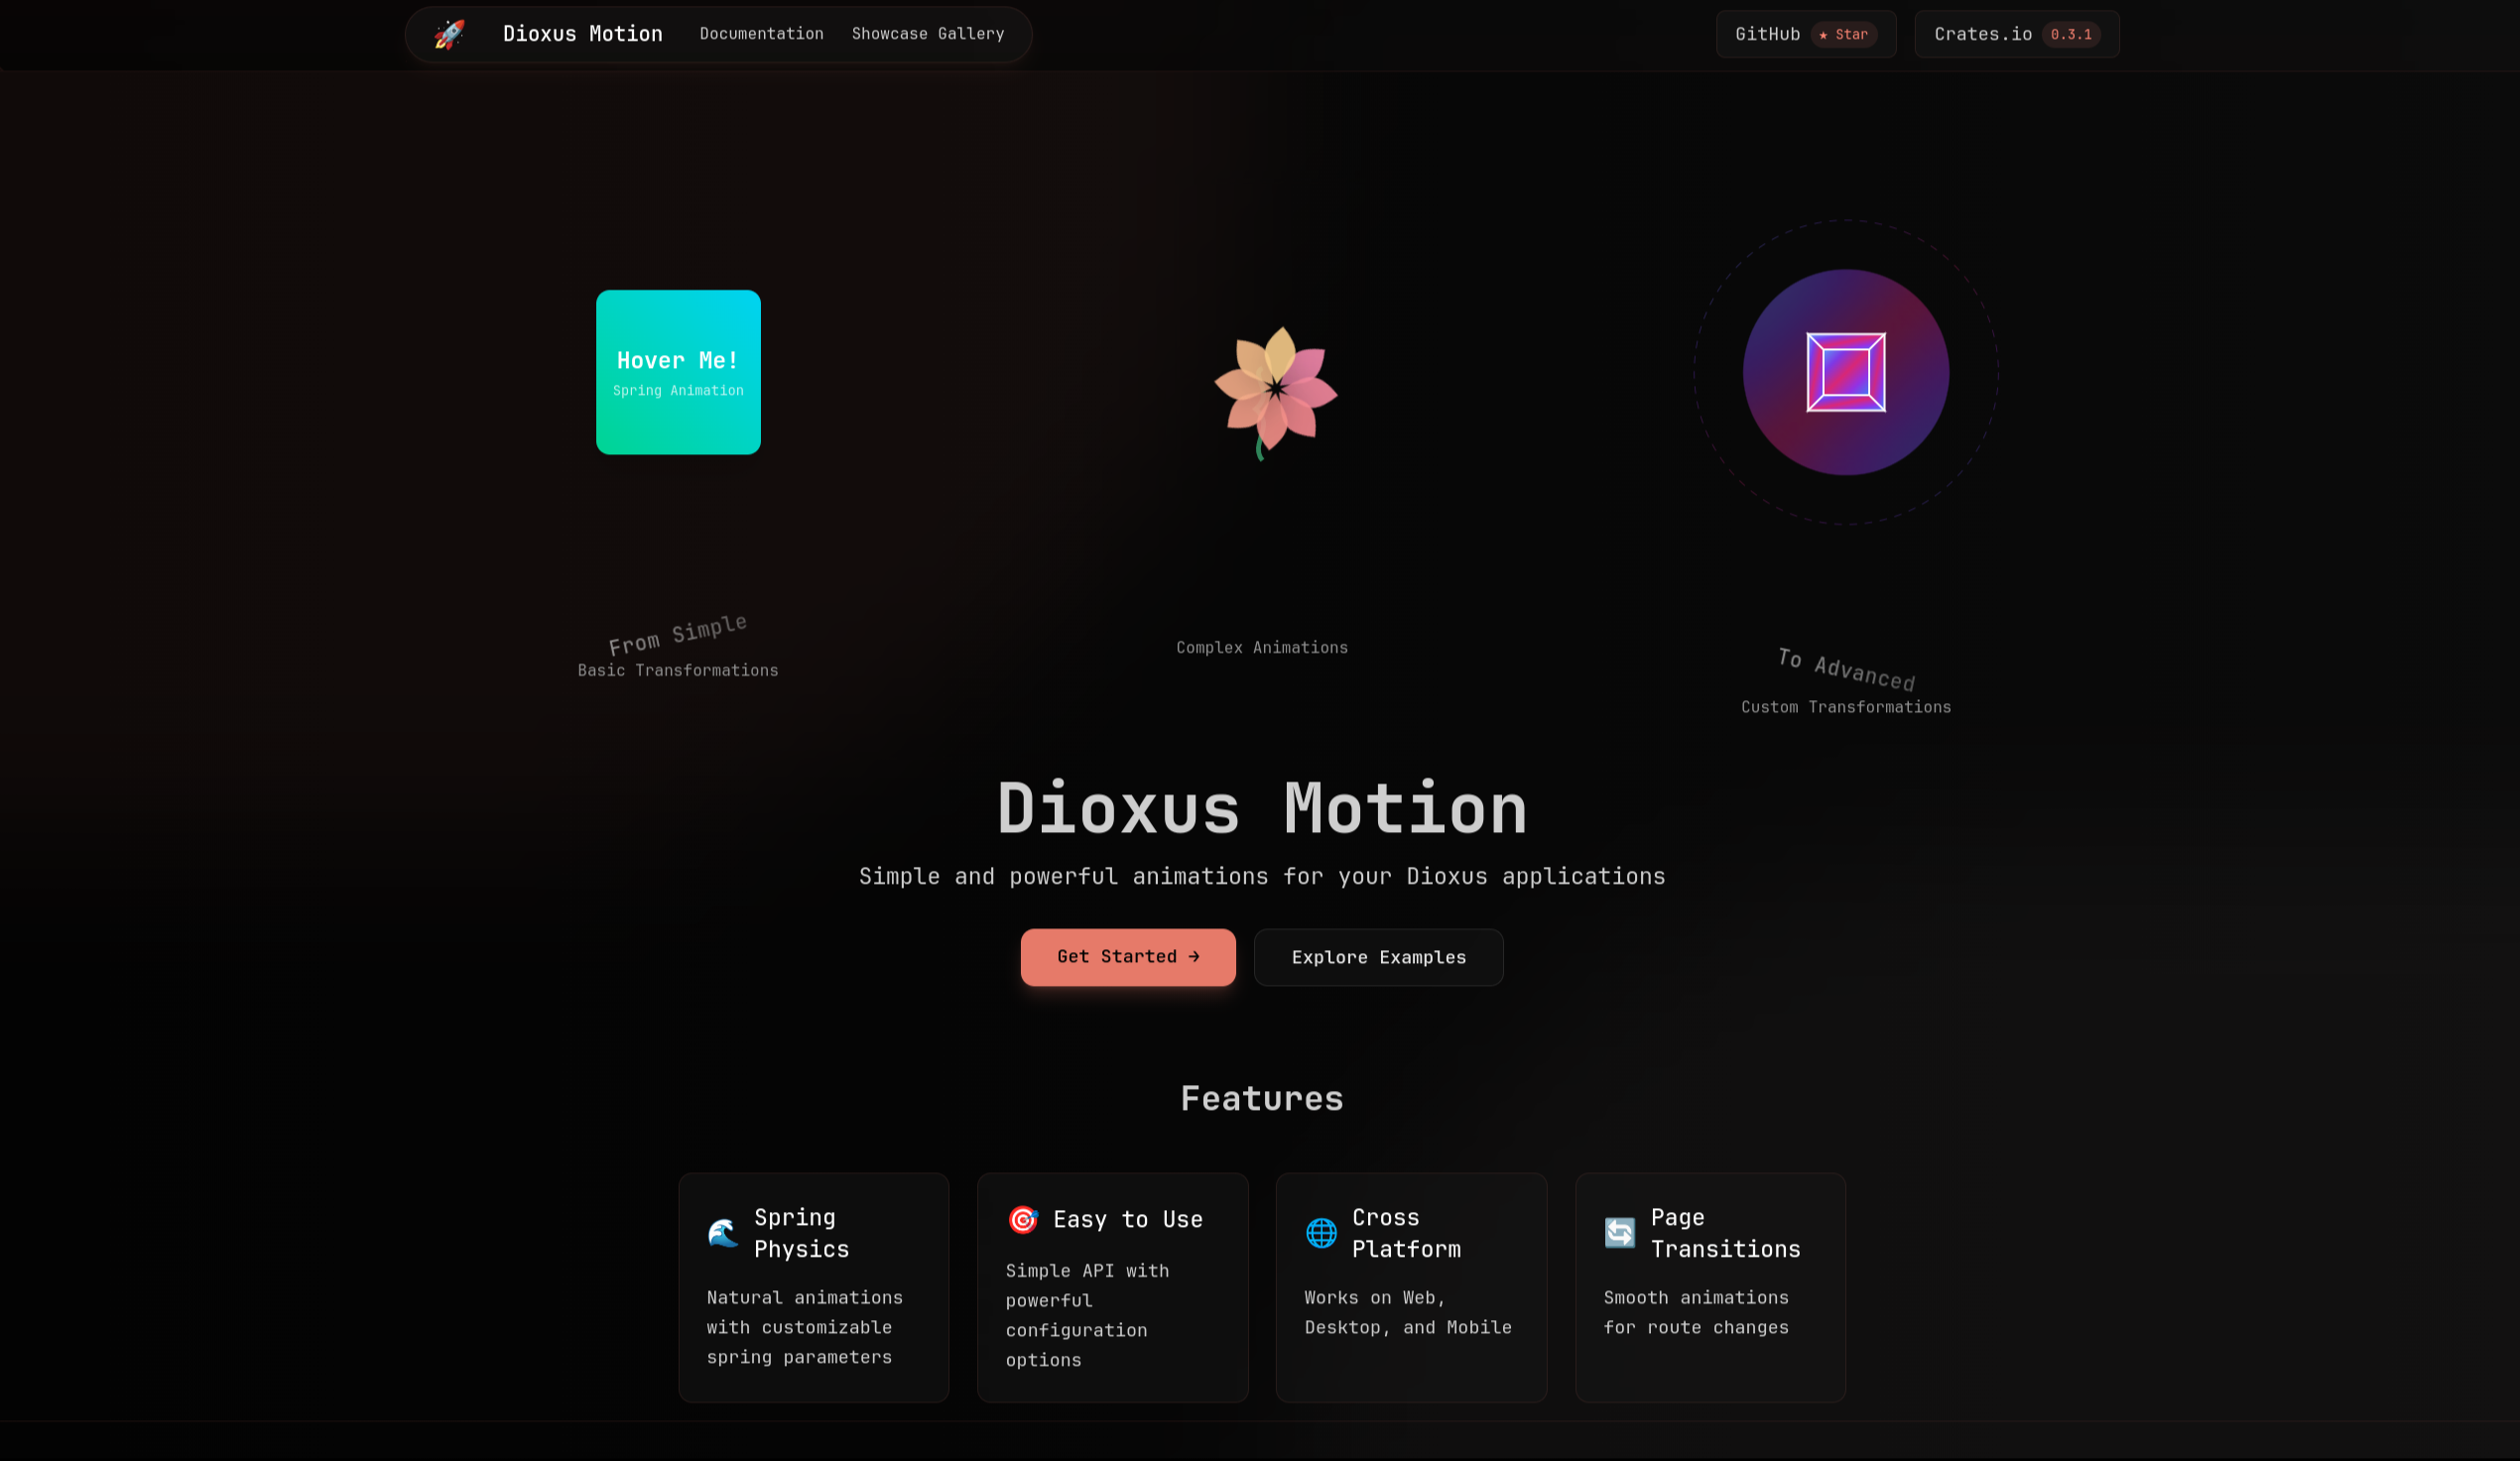 Dioxus Motion
Documentation
Showcase Gallery
GitHub ★ Star
Crates.io 0.3.1
Hover Me!
Spring Animation
From Simple
Basic Transformations
Complex Animations
To Advanced
Custom Transformations
Dioxus Motion
Simple and powerful animations for your Dioxus applications
Get Started →
Explore Examples
Features
Spring
Physics
Natural animations
with customizable
spring parameters
Easy to Use
Simple API with
powerful
configuration
options
Cross
Platform
Works on Web,
Desktop, and Mobile
Page
Transitions
Smooth animations
for route changes